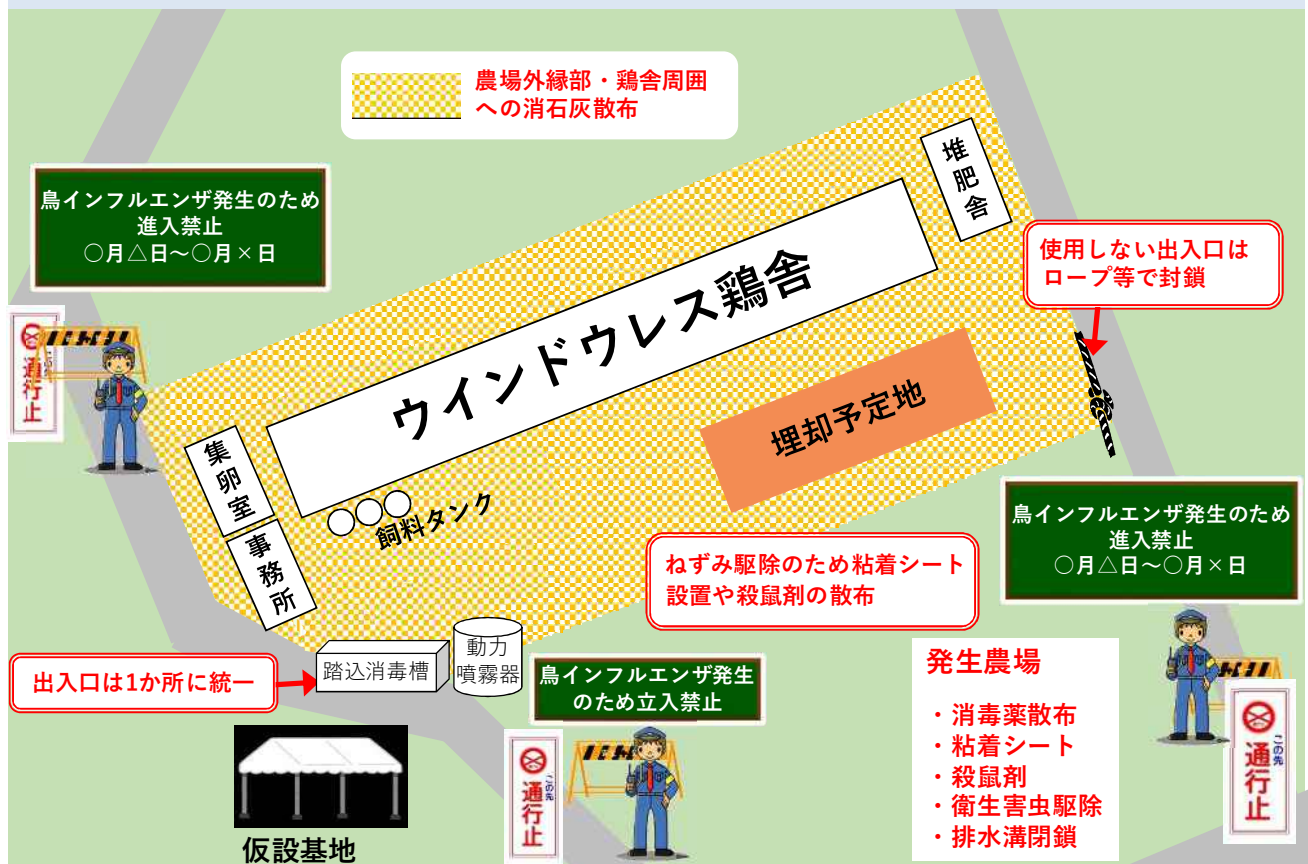 農場外縁部・鶏舎周囲
への消石灰散布
鳥インフルエンザ発生のため
進入禁止
○月△日～○月×日
堆肥舎
使用しない出入口は
ロープ等で封鎖
ウインドウレス鶏舎
この先
通行止
埋却予定地
集卵室
飼料タンク
事務所
鳥インフルエンザ発生のため
進入禁止
○月△日～○月×日
ねずみ駆除のため粘着シート
設置や殺鼠剤の散布
出入口は1か所に統一
踏込消毒槽
動力
噴霧器
鳥インフルエンザ発生
のため立入禁止
発生農場
・消毒薬散布
・粘着シート
・殺鼠剤
・衛生害虫駆除
・排水溝閉鎖
この先
通行止
この先
通行止
仮設基地